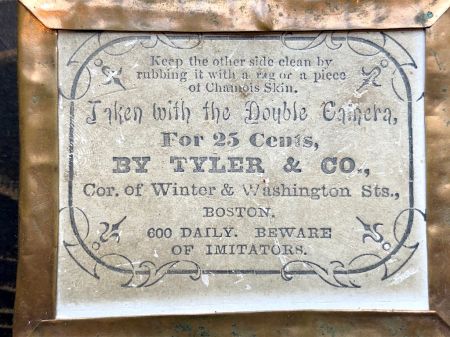 Keep the other side clean by
rubbing it with a rag or a piece
of Chamois Skin.
Taken with the Double Camera,
For 25 Cents,
BY TYLER & CO.,
Cor. of Winter & Washington Sts.,
BOSTON.
600 DAILY. BEWARE
OF IMITATORS.